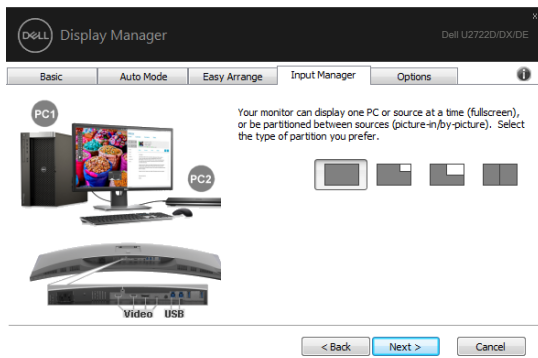 DELL Display Manager
Dell U2722D/DX/DE
Basic Auto Mode Easy Arrange Input Manager Options
PC1
Your monitor can display one PC or source at a time (fullscreen),
or be partitioned between sources (picture-in/by-picture). Select
the type of partition you prefer.
PC2
Video USB
< Back Next > Cancel